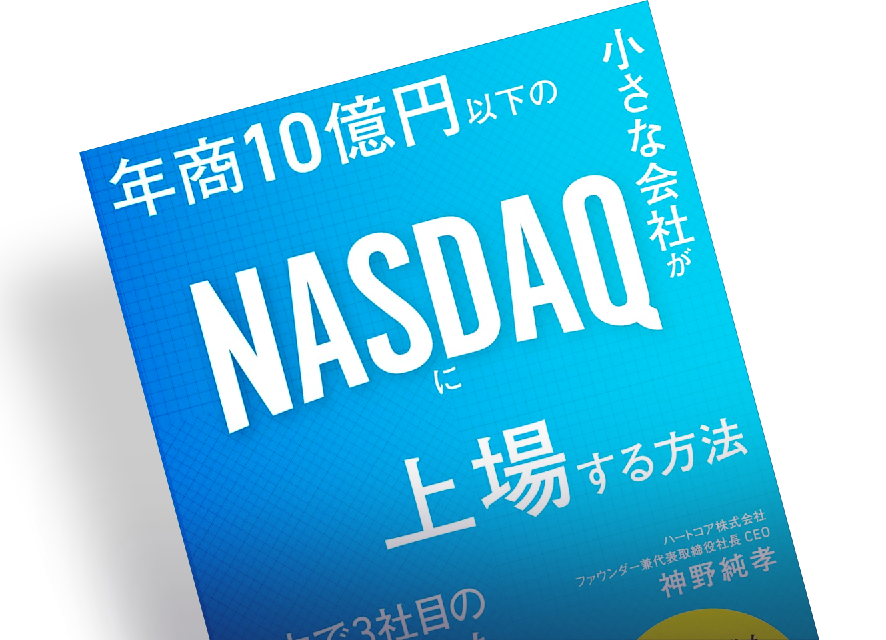 年商10億円以下の
小さな会社が
NASDAQ
に
上場する方法
ハートコア株式会社
ファウンダー兼代表取締役社長 CEO
神野純孝
で3社目の